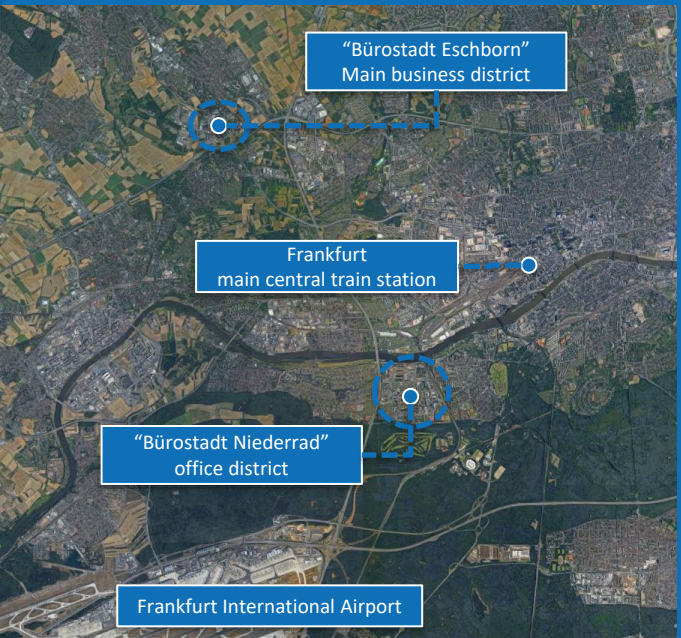 “Bürostadt Eschborn”
Main business district
Frankfurt
main central train station
“Bürostadt Niederrad”
office district
Frankfurt International Airport